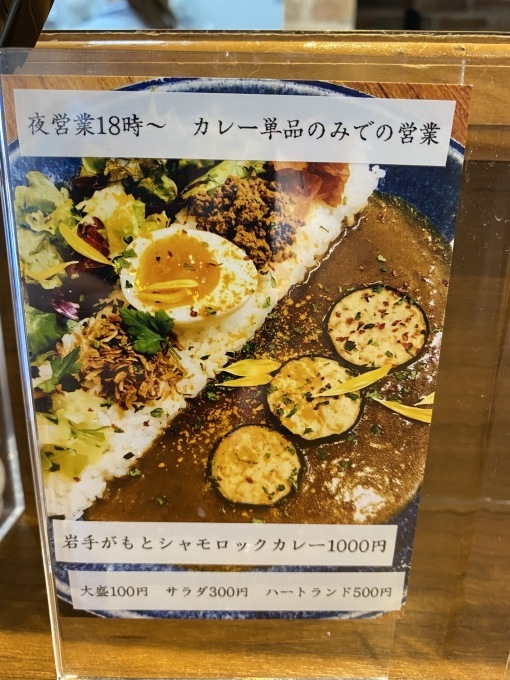 夜営業18時～　カレー単品のみでの営業
岩手がもとシャモロックカレー1000円
大盛100円　サラダ300円　ハートランド500円